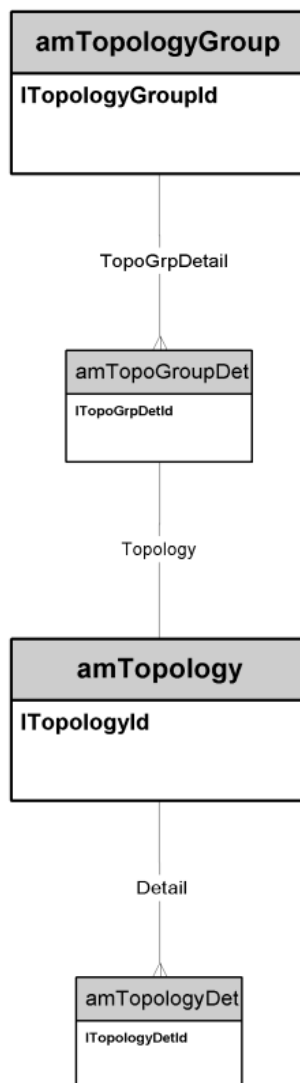 amTopologyGroup
lTopologyGroupId
TopoGrpDetail
amTopoGroupDet
lTopoGrpDetId
Topology
amTopology
lTopologyId
Detail
amTopologyDet
lTopologyDetId